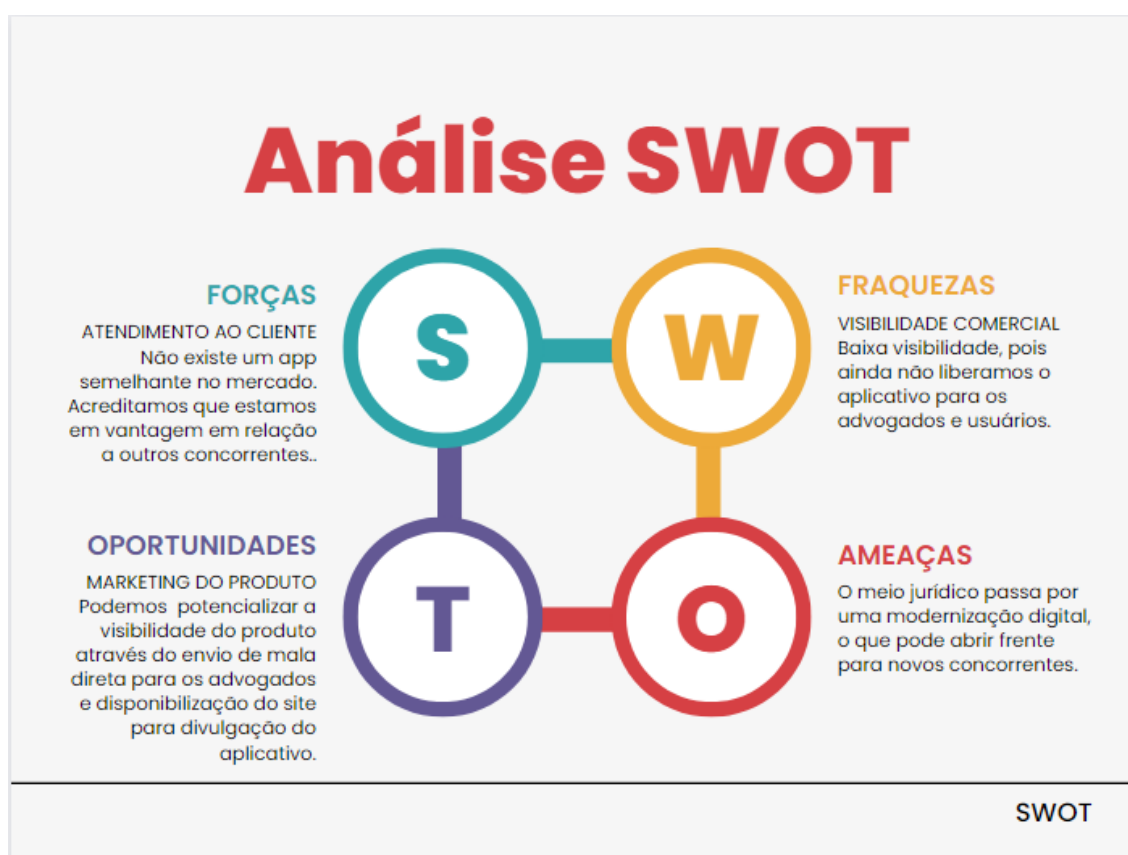 Análise SWOT
FORÇAS
ATENDIMENTO AO CLIENTE
Não existe um app
semelhante no mercado.
Acreditamos que estamos
em vantagem em relação
a outros concorrentes..
S
W
FRAQUEZAS
VISIBILIDADE COMERCIAL
Baixa visibilidade, pois
ainda não liberamos o
aplicativo para os
advogados e usuários.
OPORTUNIDADES
MARKETING DO PRODUTO
Podemos potencializar a
visibilidade do produto
através do envio de mala
direta para os advogados
e disponibilização do site
para divulgação do
aplicativo.
T
O
AMEAÇAS
O meio jurídico passa por
uma modernização digital,
o que pode abrir frente
para novos concorrentes.
SWOT